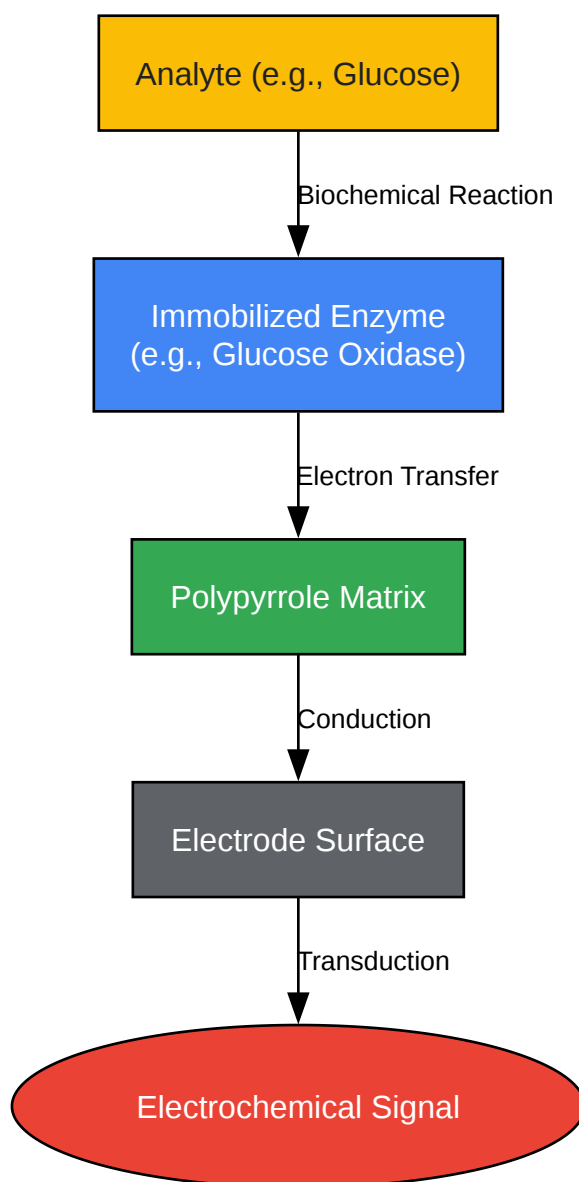 Analyte (e.g., Glucose)
Biochemical Reaction
Immobilized Enzyme
(e.g., Glucose Oxidase)
Electron Transfer
Polypyrrole Matrix
Conduction
Electrode Surface
Transduction
Electrochemical Signal